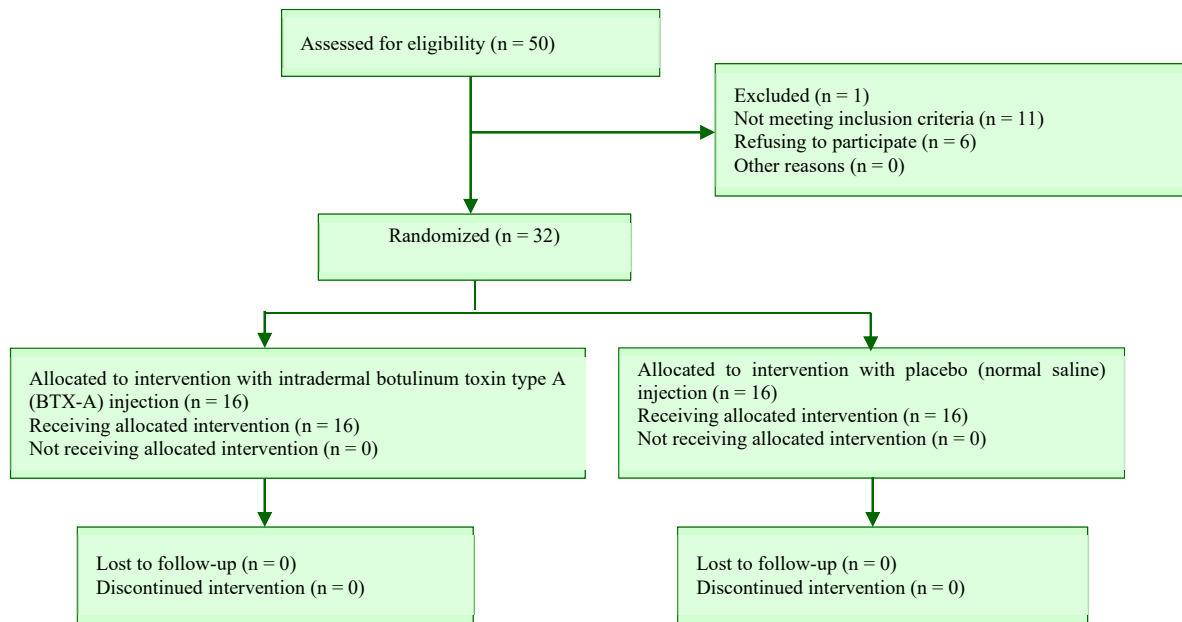 Assessed for eligibility (n = 50)
Excluded (n = 1)
Not meeting inclusion criteria (n = 11)
Refusing to participate (n = 6)
Other reasons (n = 0)
Randomized (n = 32)
Allocated to intervention with intradermal botulinum toxin type A
(BTX-A) injection (n = 16)
Receiving allocated intervention (n = 16)
Not receiving allocated intervention (n = 0)
Allocated to intervention with placebo (normal saline)
injection (n = 16)
Receiving allocated intervention (n = 16)
Not receiving allocated intervention (n = 0)
Lost to follow-up (n = 0)
Discontinued intervention (n = 0)
Lost to follow-up (n = 0)
Discontinued intervention (n = 0)